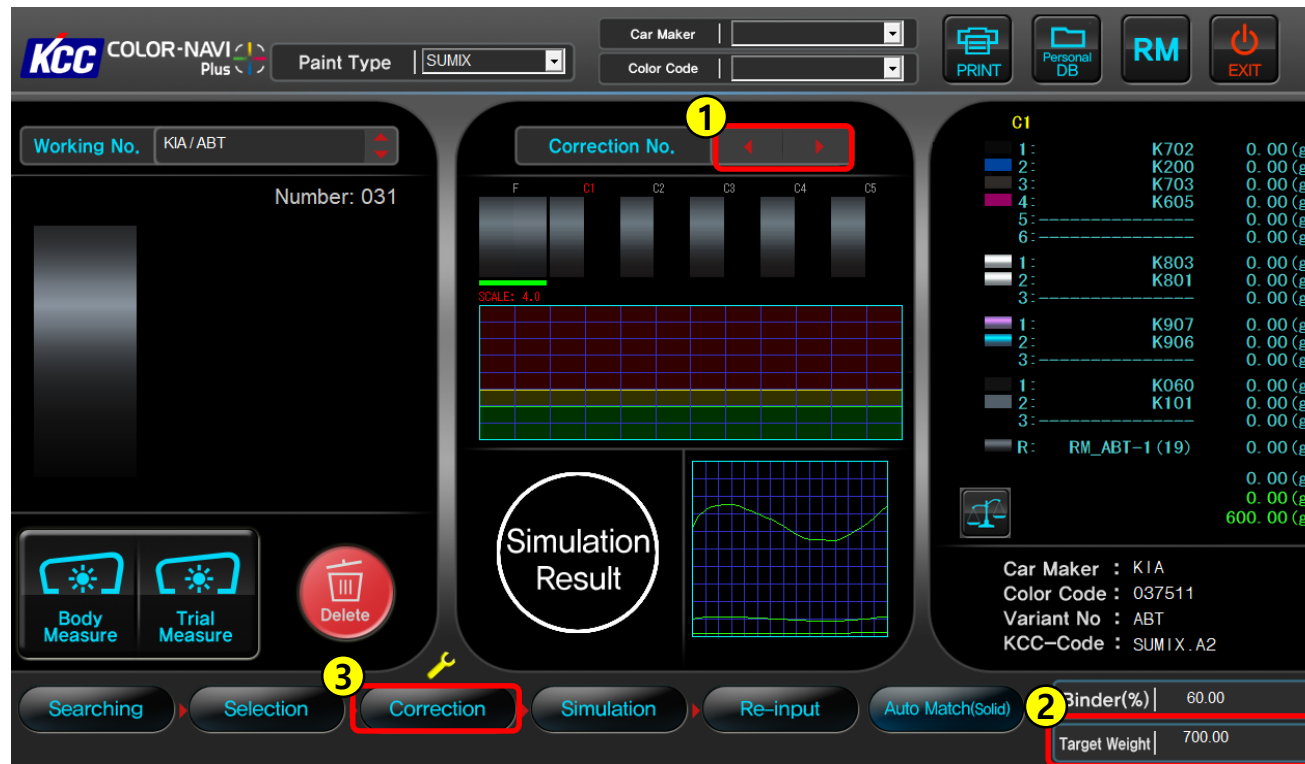 KCC COLOR-NAVI Plus
Paint Type SUMIX
Car Maker
Color Code
PRINT
Personal DB
RM
EXIT
Working No. KIA/ABT
Number: 031
1
Correction No.
F C1 C2 C3 C4 C5
SCALE: 4.0
Simulation
Result
C1
1: K702 0.00(g
2: K200 0.00(g
3: K703 0.00(g
4: K605 0.00(g
5:---------------- 0.00(g
6:---------------- 0.00(g
1: K803 0.00(g
2: K801 0.00(g
3:---------------- 0.00(g
1: K907 0.00(g
2: K906 0.00(g
3:---------------- 0.00(g
1: K060 0.00(g
2: K101 0.00(g
3:---------------- 0.00(g
R: RM_ABT-1(19) 0.00(g
0.00(g
0.00(g
600.00(g
Car Maker : KIA
Color Code : 037511
Variant No : ABT
KCC-Code : SUMIX.A2
Body
Measure
Trial
Measure
Delete
3
Searching
Selection
Correction
Simulation
Re-input
Auto Match(Solid)
2
Binder(%) 60.00
Target Weight 700.00